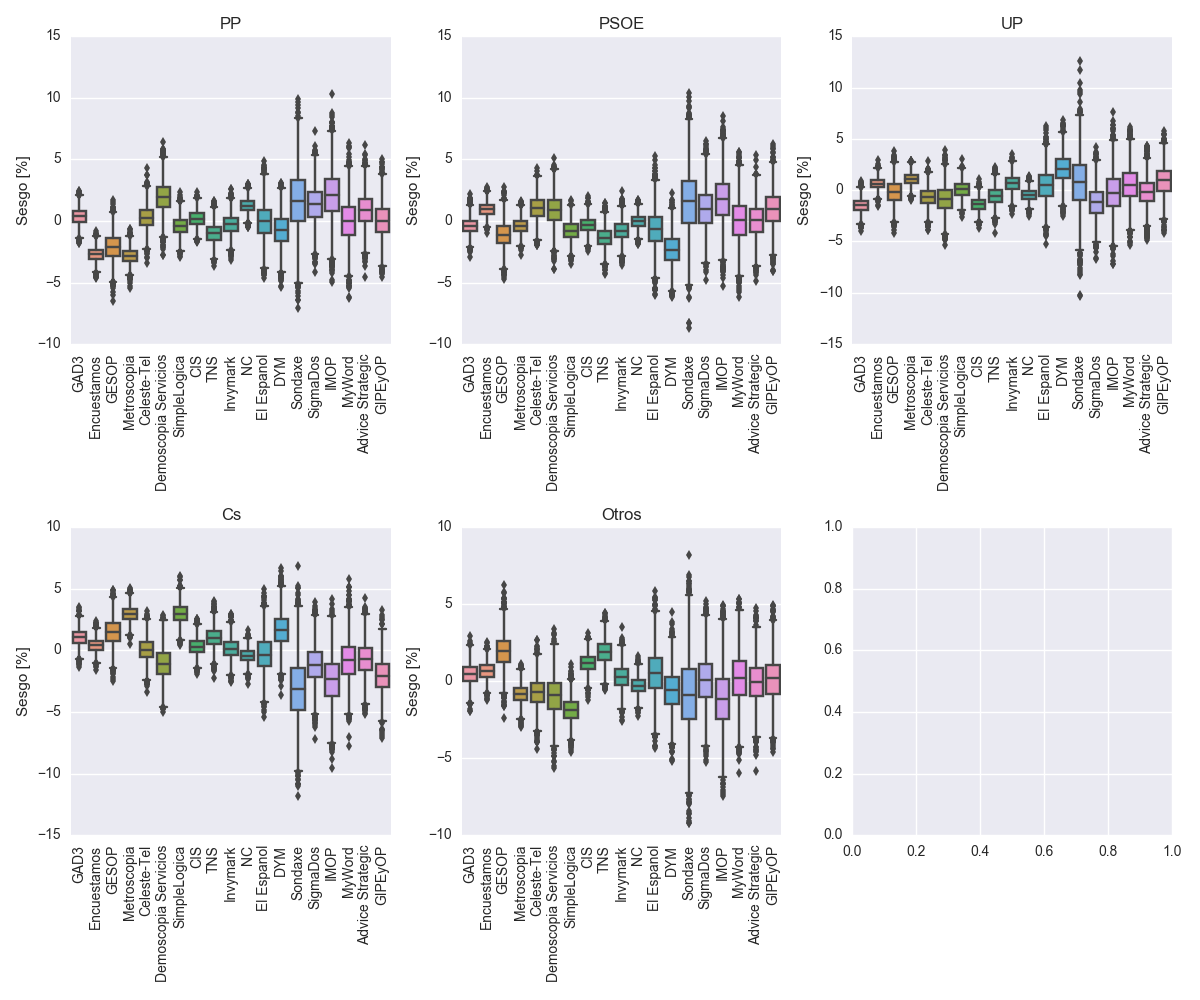 PP
15
10
5
0
−5
−10
Sesgo [%]
GAD3
Encuestamos
GESOP
Metroscopia
Celeste-Tel
Demoscopia Servicios
SimpleLogica
CIS
TNS
Invymark
NC
El Espanol
DYM
Sondaxe
SigmaDos
IMOP
MyWord
Advice Strategic
GIPEyOP
PSOE
15
10
5
0
−5
−10
Sesgo [%]
GAD3
Encuestamos
GESOP
Metroscopia
Celeste-Tel
Demoscopia Servicios
SimpleLogica
CIS
TNS
Invymark
NC
El Espanol
DYM
Sondaxe
SigmaDos
IMOP
MyWord
Advice Strategic
GIPEyOP
UP
15
10
5
0
−5
−10
−15
Sesgo [%]
GAD3
Encuestamos
GESOP
Metroscopia
Celeste-Tel
Demoscopia Servicios
SimpleLogica
CIS
TNS
Invymark
NC
El Espanol
DYM
Sondaxe
SigmaDos
IMOP
MyWord
Advice Strategic
GIPEyOP
Cs
10
5
0
−5
−10
−15
Sesgo [%]
GAD3
Encuestamos
GESOP
Metroscopia
Celeste-Tel
Demoscopia Servicios
SimpleLogica
CIS
TNS
Invymark
NC
El Espanol
DYM
Sondaxe
SigmaDos
IMOP
MyWord
Advice Strategic
GIPEyOP
Otros
10
5
0
−5
−10
Sesgo [%]
GAD3
Encuestamos
GESOP
Metroscopia
Celeste-Tel
Demoscopia Servicios
SimpleLogica
CIS
TNS
Invymark
NC
El Espanol
DYM
Sondaxe
SigmaDos
IMOP
MyWord
Advice Strategic
GIPEyOP
1.0
0.8
0.6
0.4
0.2
0.0
0.0 0.2 0.4 0.6 0.8 1.0